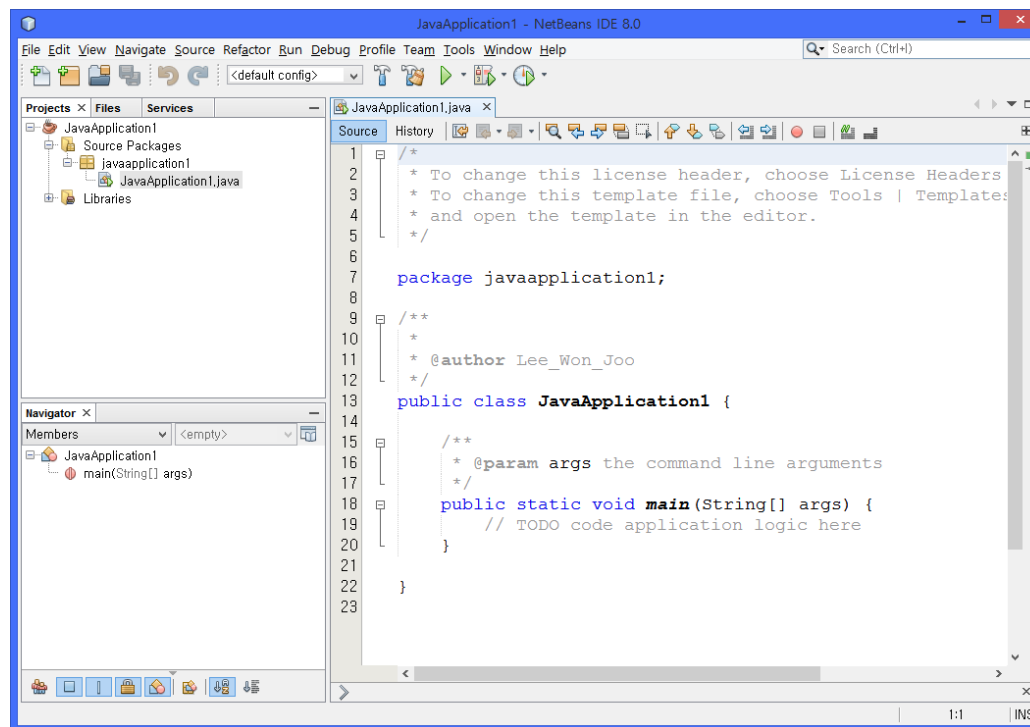 JavaApplication1 - NetBeans IDE 8.0
File Edit View Navigate Source Refactor Run Debug Profile Team Tools Window Help
Search (Ctrl+I)
<default config>
Projects Files Services
JavaApplication1
Source Packages
javaapplication1
JavaApplication1.java
Libraries
Navigator
Members <empty>
JavaApplication1
main(String[] args)
JavaApplication1.java
Source History
1 /*
2 * To change this license header, choose License Headers
3 * To change this template file, choose Tools | Templates
4 * and open the template in the editor.
5 */
6
7 package javaapplication1;
8
9 /**
10 *
11 * @author Lee_Won_Joo
12 */
13 public class JavaApplication1 {
14
15 /**
16 * @param args the command line arguments
17 */
18 public static void main(String[] args) {
19 // TODO code application logic here
20 }
21
22 }
23
1:1 INS